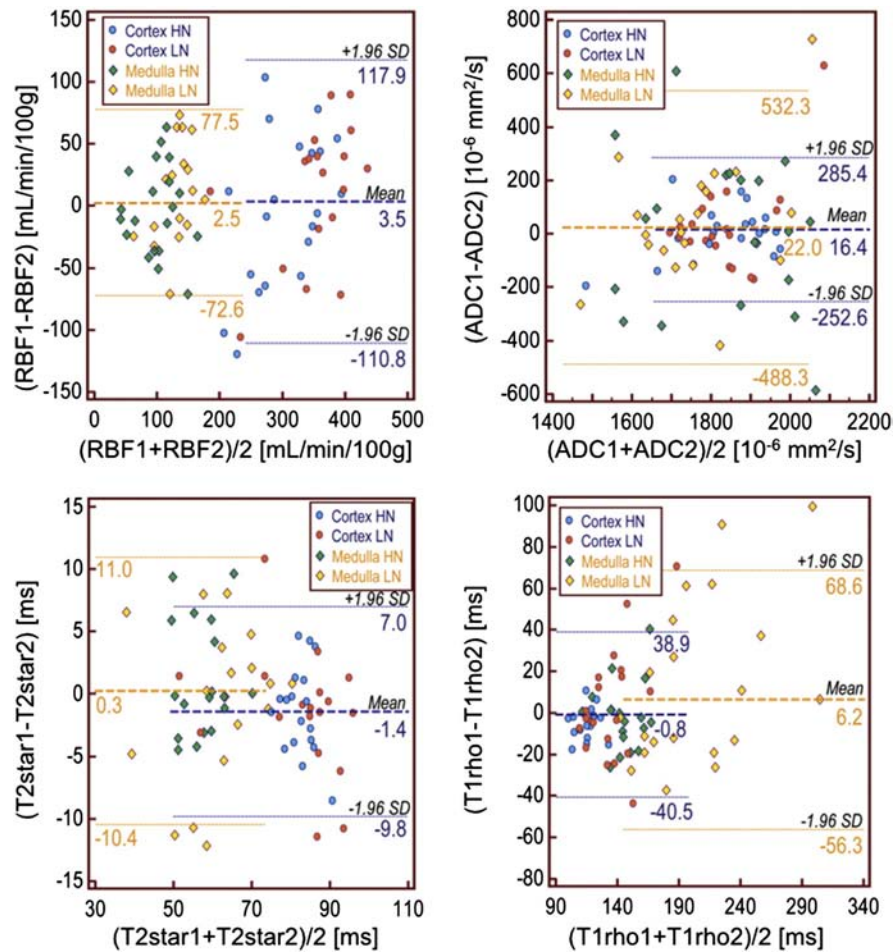 150
100
50
0
-50
-100
-150
(RBF1-RBF2) [mL/min/100g]
Cortex HN
Cortex LN
Medulla HN
Medulla LN
+1.96 SD
117.9
77.5
Mean
2.5
3.5
-72.6
-1.96 SD
-110.8
0 100 200 300 400 500
(RBF1+RBF2)/2 [mL/min/100g]
800
600
400
200
0
-200
-400
-600
(ADC1-ADC2) [10-6 mm2/s]
Cortex HN
Cortex LN
Medulla HN
Medulla LN
532.3
+1.96 SD
285.4
Mean
22.0 16.4
-1.96 SD
-252.6
-488.3
1400 1600 1800 2000 2200
(ADC1+ADC2)/2 [10-6 mm2/s]
15
10
5
0
-5
-10
-15
(T2star1-T2star2) [ms]
Cortex HN
Cortex LN
Medulla HN
Medulla LN
11.0
+1.96 SD
7.0
0.3
Mean
-1.4
-1.96 SD
-10.4
-9.8
30 50 70 90 110
(T2star1+T2star2)/2 [ms]
100
80
60
40
20
0
-20
-40
-60
-80
(T1rho1-T1rho2) [ms]
Cortex HN
Cortex LN
Medulla HN
Medulla LN
+1.96 SD
68.6
38.9
Mean
-0.8
6.2
-40.5
-1.96 SD
-56.3
90 140 190 240 290 340
(T1rho1+T1rho2)/2 [ms]